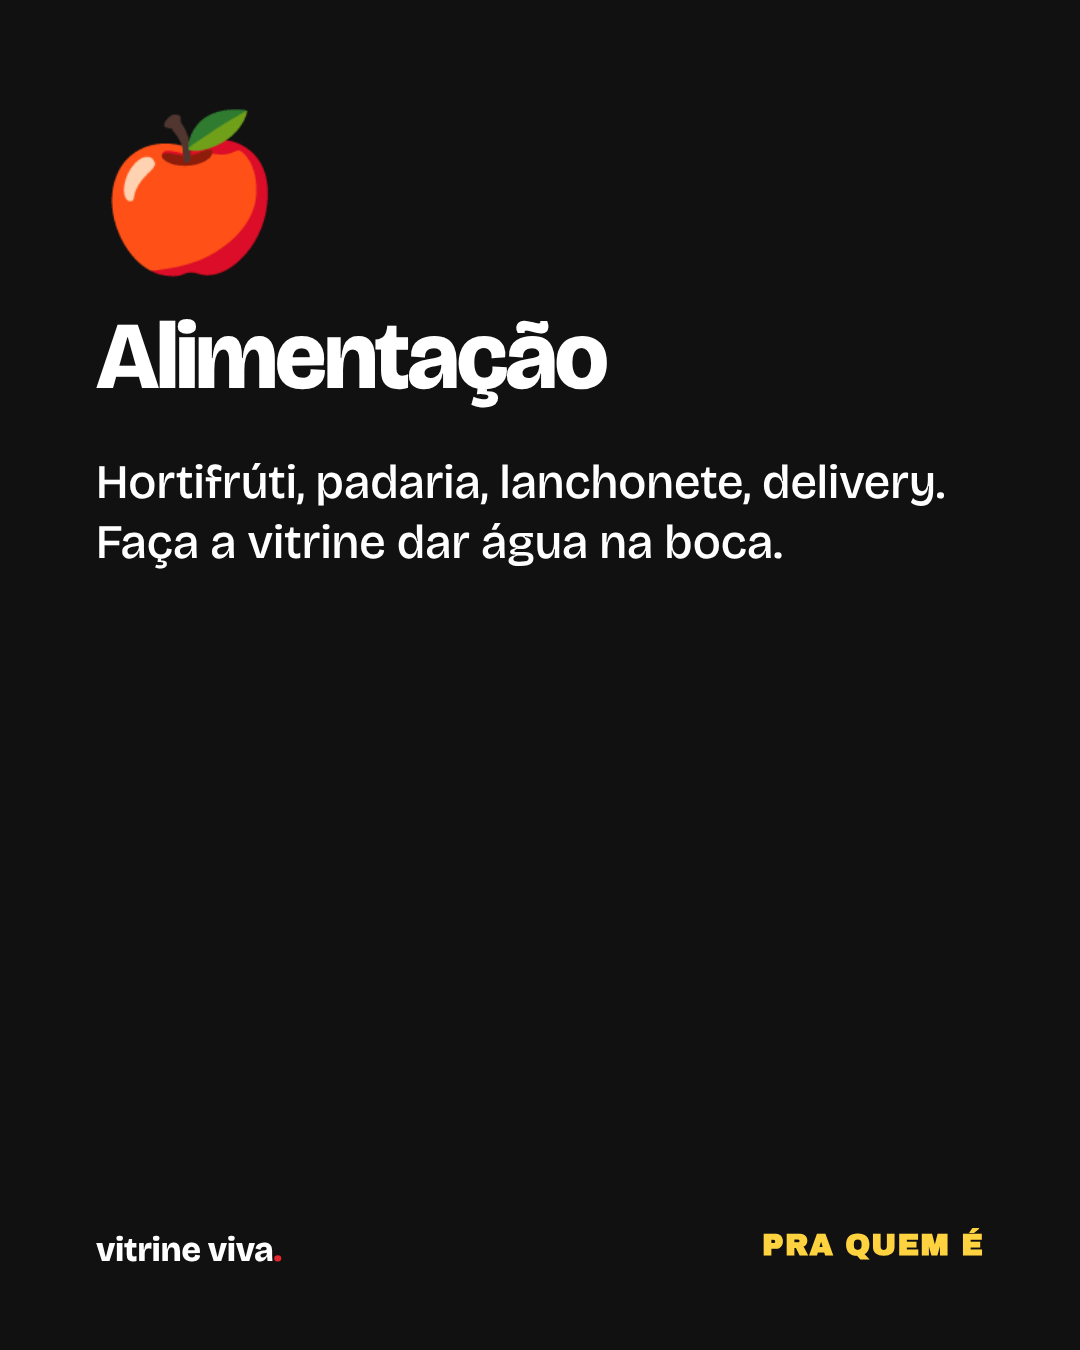 Alimentação
Hortifrúti, padaria, lanchonete, delivery.
Faça a vitrine dar água na boca.
vitrine viva.
PRA QUEM É